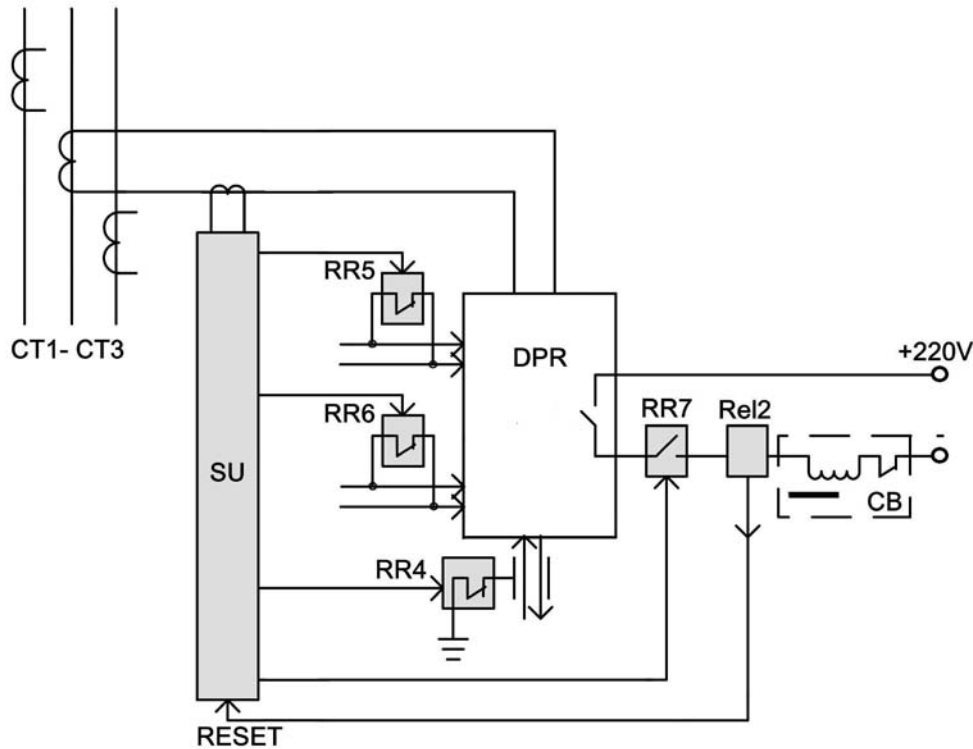 CT1- CT3
RR5
DPR
+220V
RR6
RR7
Rel2
-
SU
CB
RR4
RESET